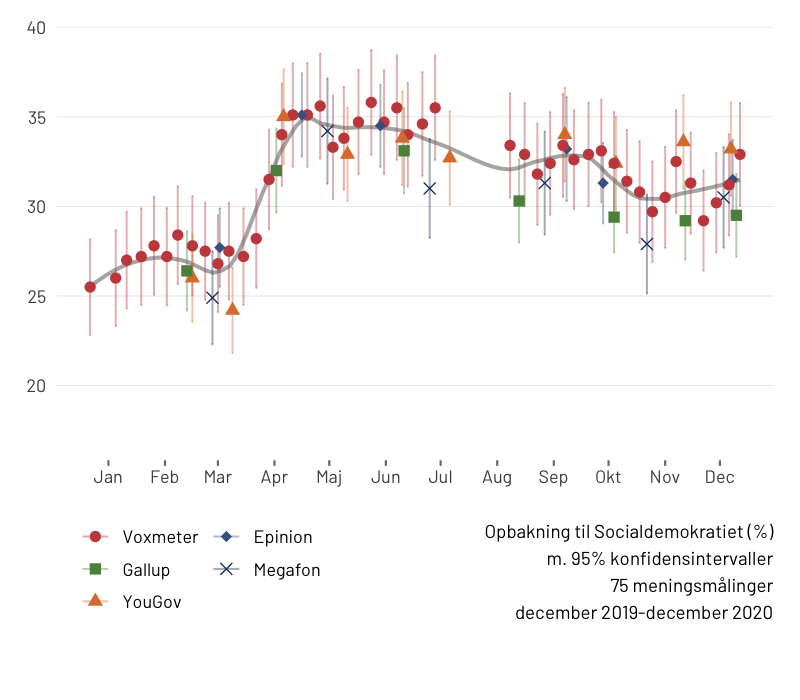 40
35
30
25
20
Jan Feb Mar Apr Maj Jun Jul Aug Sep Okt Nov Dec
Voxmeter Epinion
Gallup Megafon
YouGov
Opbakning til Socialdemokratiet (%)
m. 95% konfidensintervaller
75 meningsmålinger
december 2019-december 2020